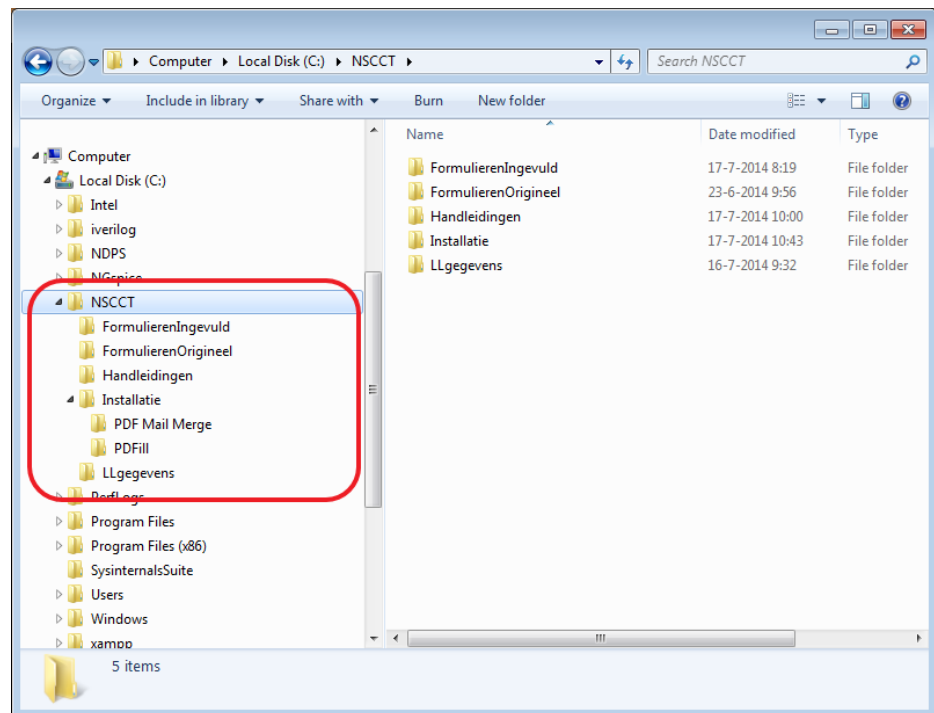 Computer Local Disk (C:) NSCCT
Search NSCCT
Organize Include in library Share with Burn New folder
Name Date modified Type
Computer
Local Disk (C:)
Intel
iverilog
NDPS
NGspice
NSCCT
FormulierenIngevuld
FormulierenOrigineel
Handleidingen
Installatie
PDF Mail Merge
PDFill
LLgegevens
PerfLogs
Program Files
Program Files (x86)
SysinternalsSuite
Users
Windows
xampp
FormulierenIngevuld 17-7-2014 8:19 File folder
FormulierenOrigineel 23-6-2014 9:56 File folder
Handleidingen 17-7-2014 10:00 File folder
Installatie 17-7-2014 10:43 File folder
LLgegevens 16-7-2014 9:32 File folder
5 items